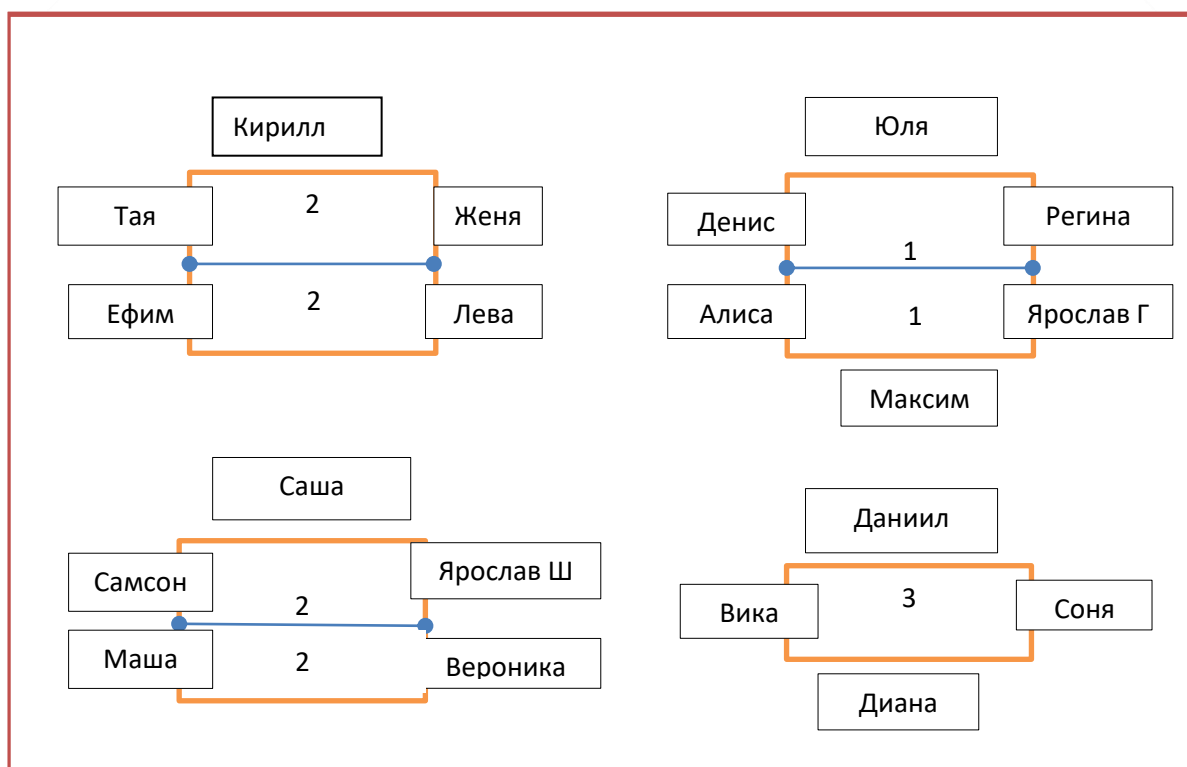 Кирилл
Тая
2
Женя
Ефим
2
Лева
Юля
Денис
1
Регина
Алиса
1
Ярослав Г
Максим
Саша
Самсон
2
Ярослав Ш
Маша
2
Вероника
Даниил
Вика
3
Соня
Диана